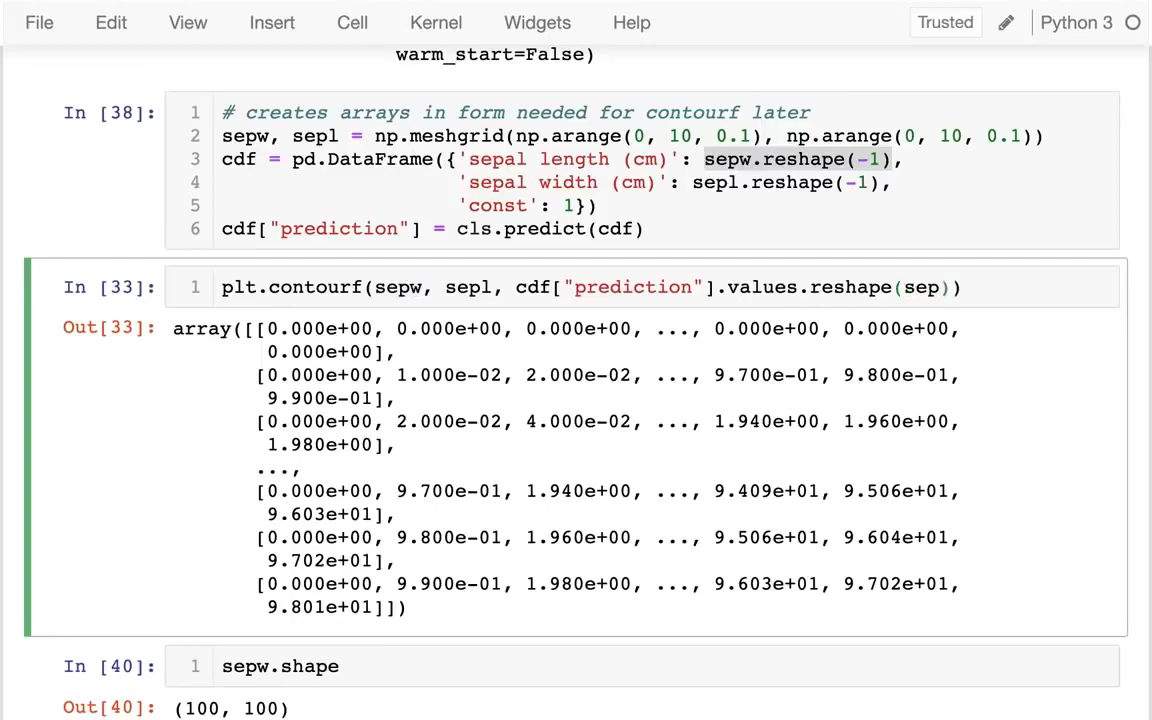 File Edit View Insert Cell Kernel Widgets Help Trusted Python 3
warm_start=False)
In [38]:
1 # creates arrays in form needed for contourf later
2 sepw, sepl = np.meshgrid(np.arange(0, 10, 0.1), np.arange(0, 10, 0.1))
3 cdf = pd.DataFrame({'sepal length (cm)': sepw.reshape(-1),
4 'sepal width (cm)': sepl.reshape(-1),
5 'const': 1})
6 cdf["prediction"] = cls.predict(cdf)
In [33]: 1 plt.contourf(sepw, sepl, cdf["prediction"].values.reshape(sep))
Out[33]: array([[0.000e+00, 0.000e+00, 0.000e+00, ..., 0.000e+00, 0.000e+00,
0.000e+00],
[0.000e+00, 1.000e-02, 2.000e-02, ..., 9.700e-01, 9.800e-01,
9.900e-01],
[0.000e+00, 2.000e-02, 4.000e-02, ..., 1.940e+00, 1.960e+00,
1.980e+00],
...,
[0.000e+00, 9.700e-01, 1.940e+00, ..., 9.409e+01, 9.506e+01,
9.603e+01],
[0.000e+00, 9.800e-01, 1.960e+00, ..., 9.506e+01, 9.604e+01,
9.702e+01],
[0.000e+00, 9.900e-01, 1.980e+00, ..., 9.603e+01, 9.702e+01,
9.801e+01]])
In [40]: 1 sepw.shape
Out[40]: (100, 100)